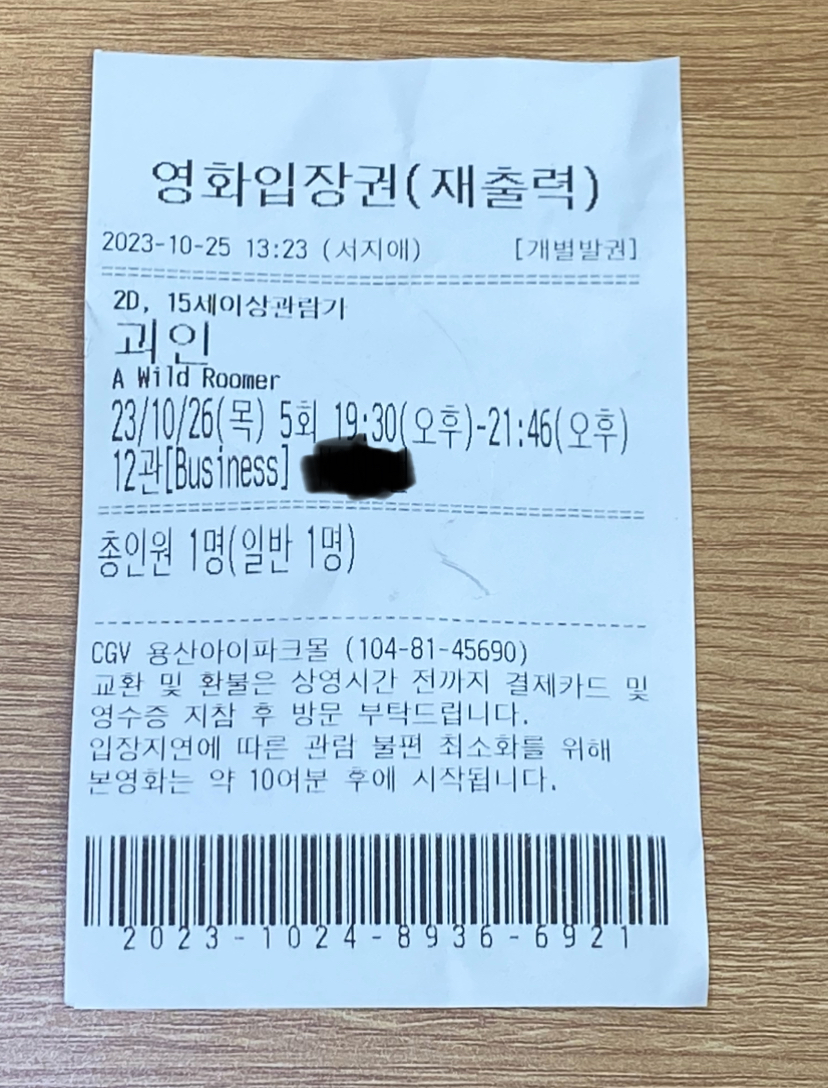 영화입장권(재출력)
2023-10-25 13:23 (서지애) [개별발권]
2D, 15세이상관람가
괴인
A Wild Roomer
23/10/26(목) 5회 19:30(오후)-21:46(오후)
12관[Business]
총인원 1명(일반 1명)
CGV 용산아이파크몰 (104-81-45690)
교환 및 환불은 상영시간 전까지 결제카드 및
영수증 지참 후 방문 부탁드립니다.
입장지연에 따른 관람 불편 최소화를 위해
본영화는 약 10여분 후에 시작됩니다.
2023-1024-8936-6921